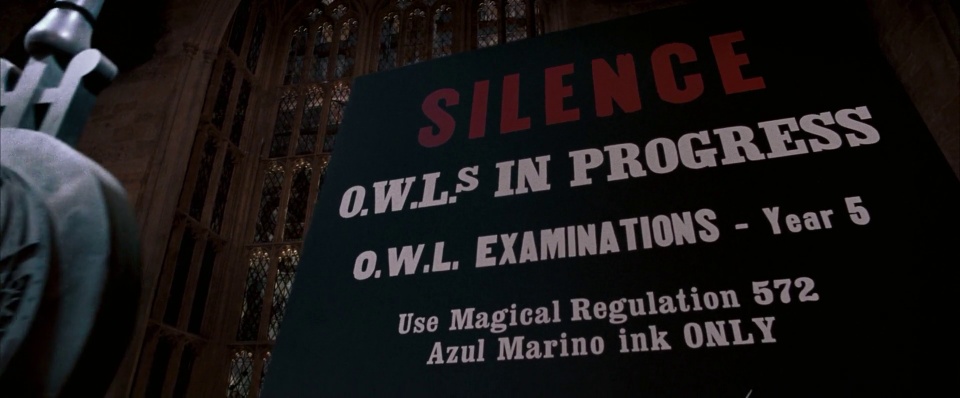 SILENCE
O.W.L.s IN PROGRESS
O.W.L. EXAMINATIONS - Year 5
Use Magical Regulation 572
Azul Marino ink ONLY